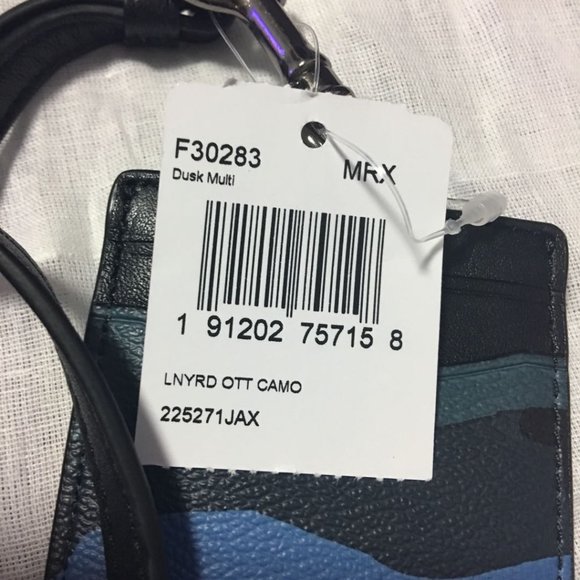 F30283 MRX
Dusk Multi
1 91202 75715 8
LNYRD OTT CAMO
225271JAX